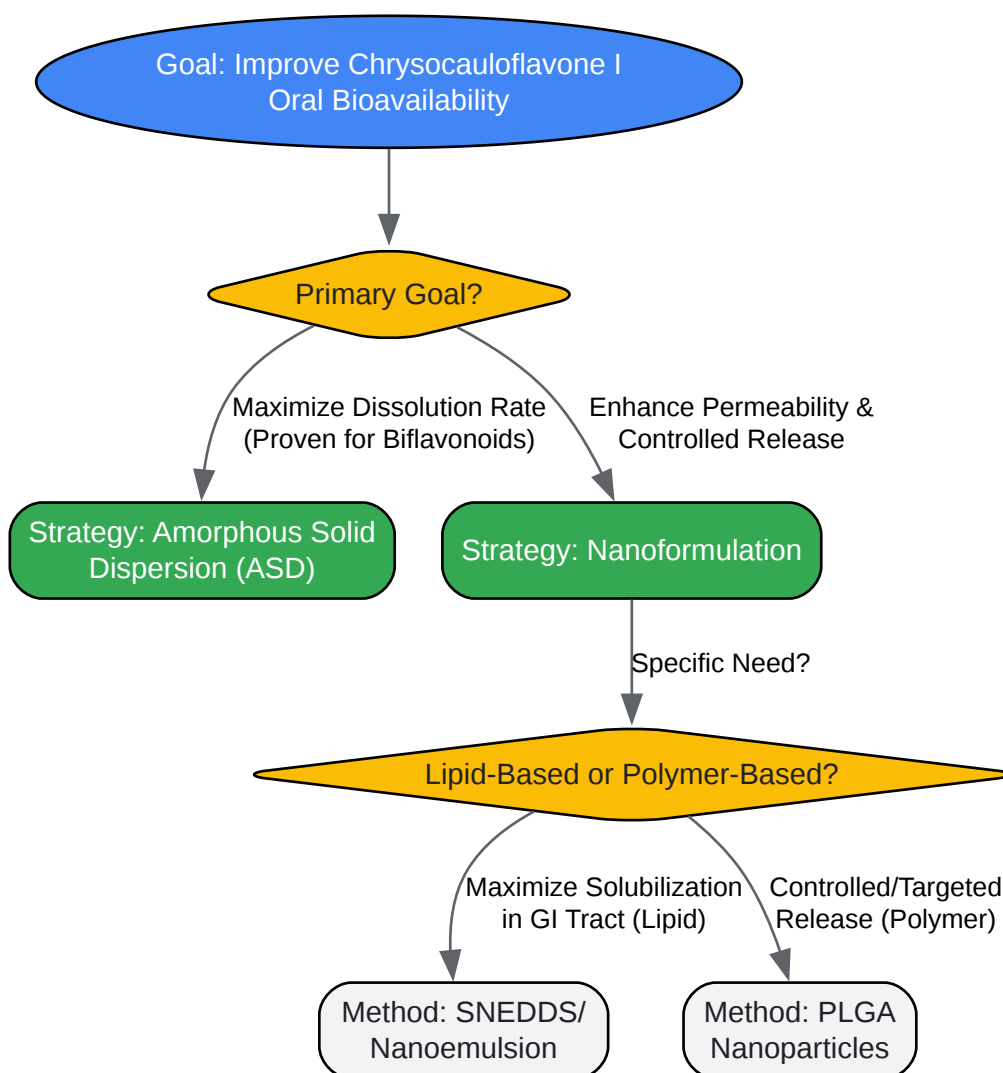 Goal: Improve Chrysocauloflavone I
Oral Bioavailability
Primary Goal?
Maximize Dissolution Rate
(Proven for Biflavonoids)
Enhance Permeability &
Controlled Release
Strategy: Amorphous Solid
Dispersion (ASD)
Strategy: Nanoformulation
Specific Need?
Lipid-Based or Polymer-Based?
Maximize Solubilization
in GI Tract (Lipid)
Controlled/Targeted
Release (Polymer)
Method: SNEDDS/
Nanoemulsion
Method: PLGA
Nanoparticles